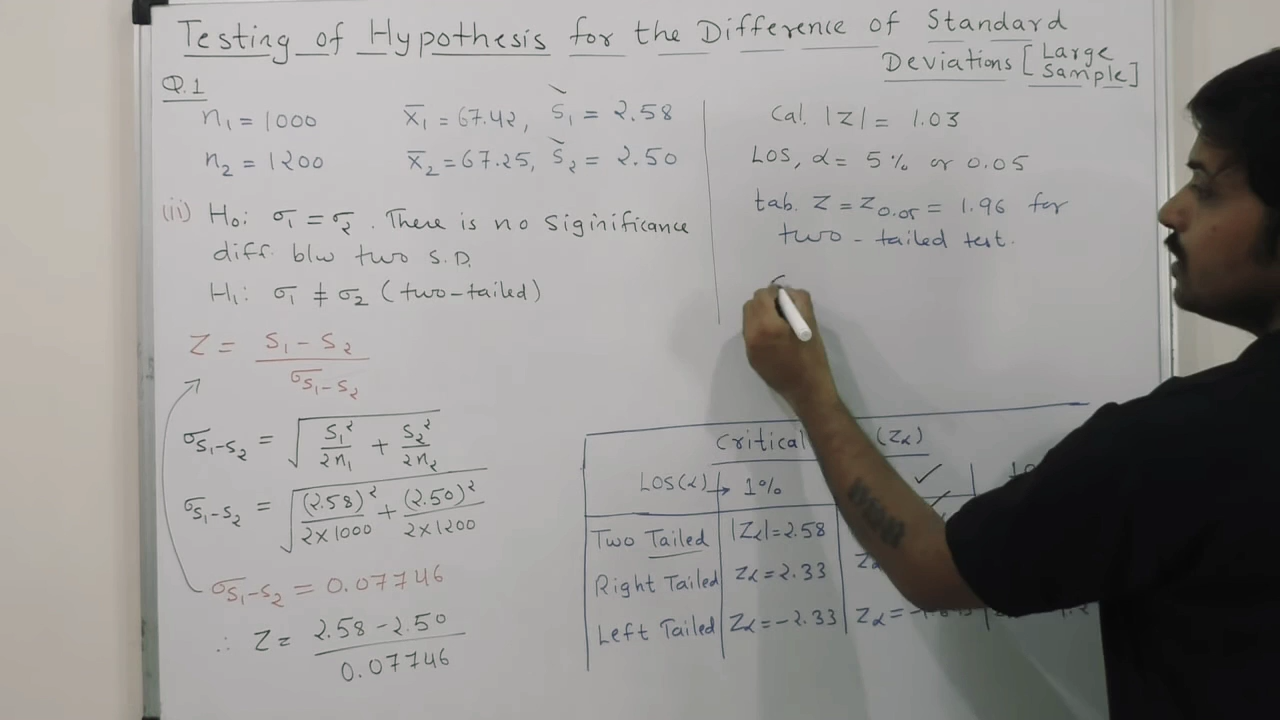 Testing of Hypothesis for the Difference of Standard
Deviations [Large Sample]
Q.1
n₁ = 1000 x̄₁ = 67.42, s₁ = 2.58
n₂ = 1200 x̄₂ = 67.25, s₂ = 2.50
(ii) H₀: σ₁ = σ₂. There is no siginificance
diff. b/w two S.D.
H₁: σ₁ ≠ σ₂ (two-tailed)
Z = (s₁ - s₂) / σs₁-s₂
σs₁-s₂ = √(s₁²/2n₁ + s₂²/2n₂)
σs₁-s₂ = √((2.58)²/2×1000 + (2.50)²/2×1200)
σs₁-s₂ = 0.07746
∴ Z = (2.58 - 2.50) / 0.07746
Cal. |Z| = 1.03
LOS, α = 5% or 0.05
tab. Z = Z₀.₀₅ = 1.96 for
two-tailed test.
Critical (Zα)
LOS(α) → 1%
Two Tailed |Zα| = 2.58
Right Tailed Zα = 2.33
Left Tailed Zα = -2.33 Zα =